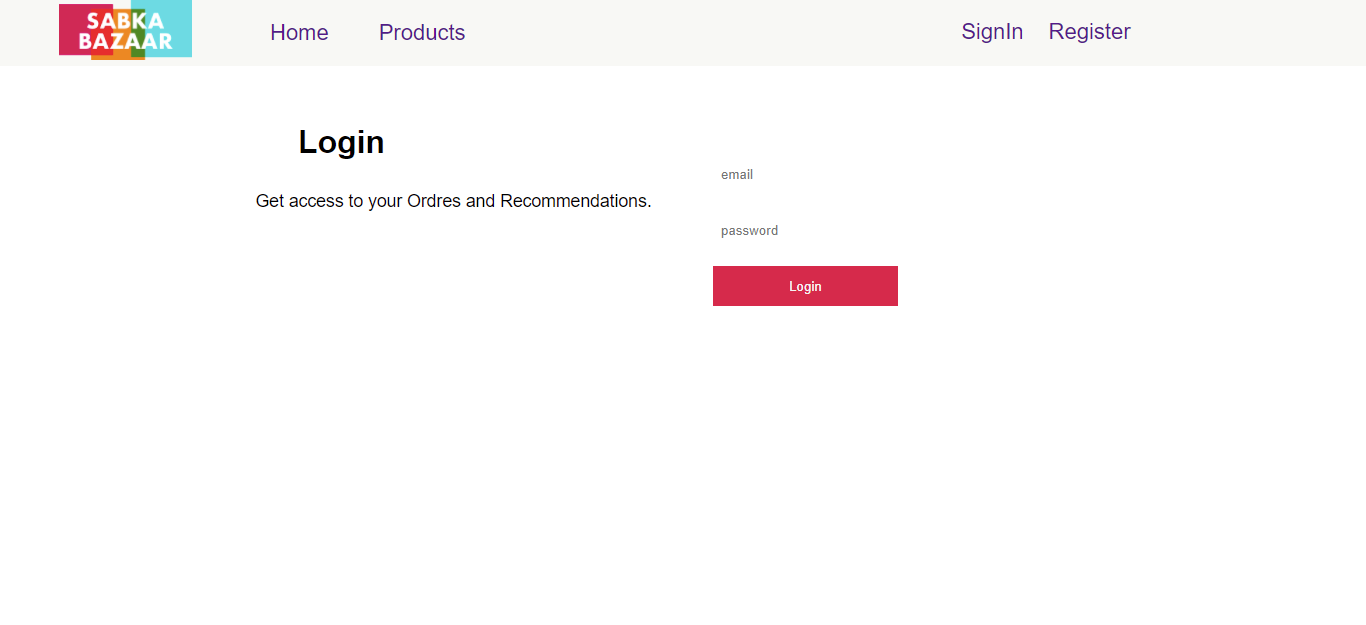 SABKA
BAZAAR
Home
Products
SignIn
Register
Login
Get access to your Ordres and Recommendations.
email
password
Login